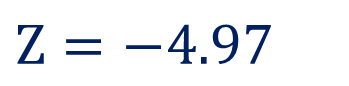 Z = −4.97